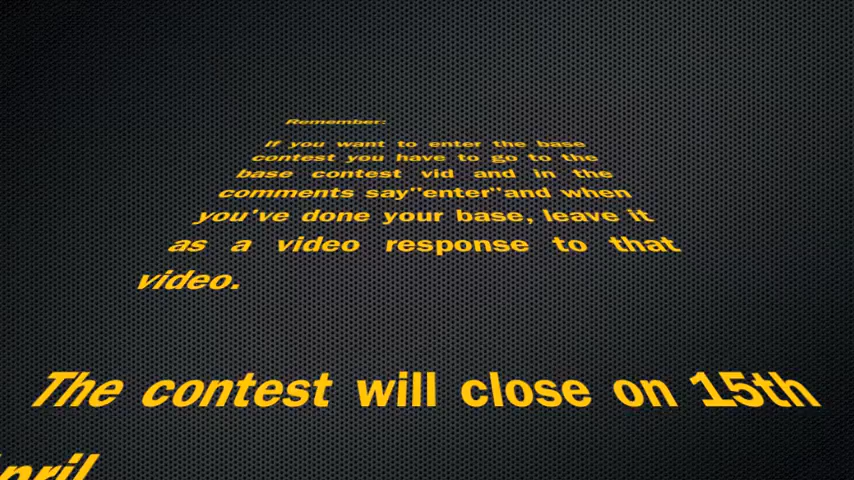 Remember:
If you want to enter the base
contest you have to go to the
base contest vid and in the
comments say"enter"and when
you've done your base, leave it
as a video response to that
video.
The contest will close on 15th
April